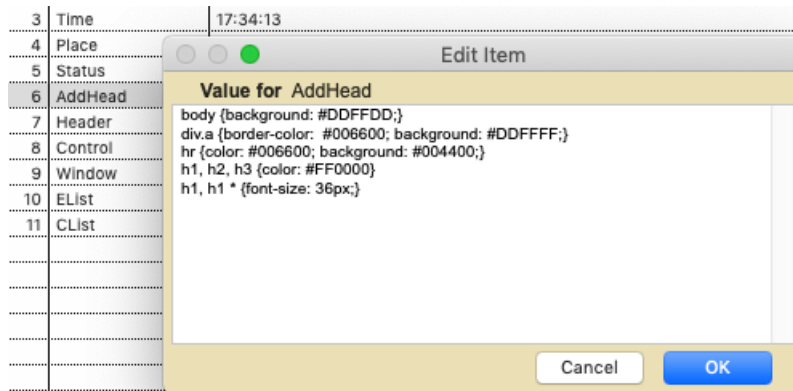 3 Time 17:34:13
4 Place
5 Status
6 AddHead
7 Header
8 Control
9 Window
10 EList
11 CList
Edit Item
Value for AddHead
body {background: #DDFFDD;}
div.a {border-color:  #006600; background: #DDFFFF;}
hr {color: #006600; background: #004400;}
h1, h2, h3 {color: #FF0000}
h1, h1 * {font-size: 36px;}
Cancel OK